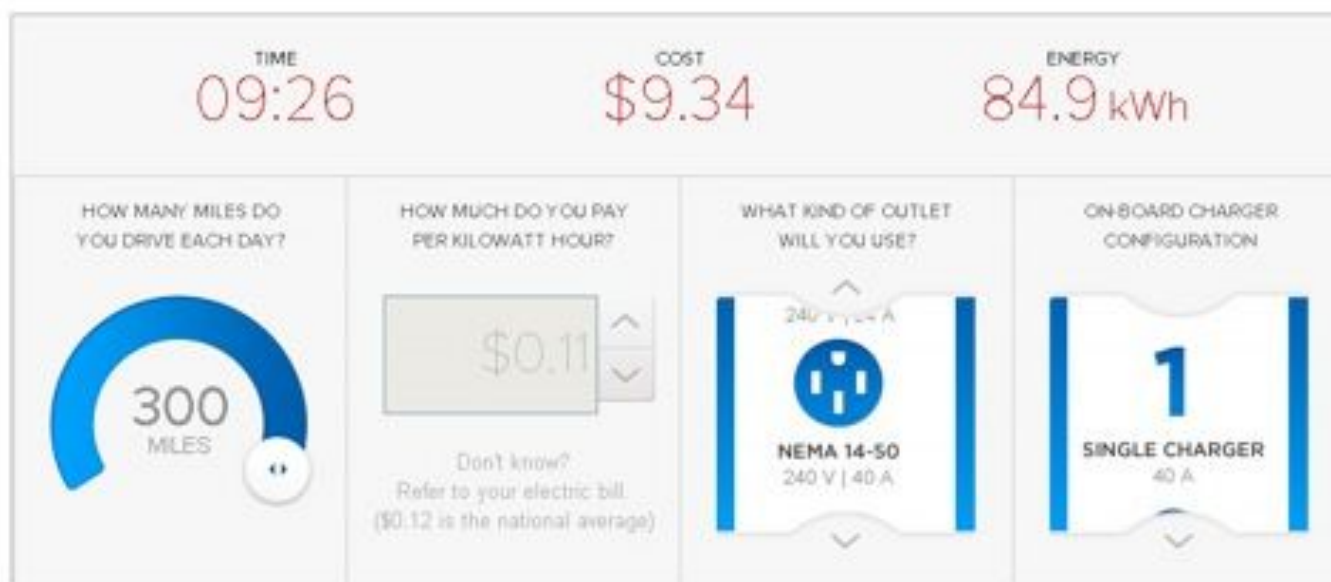 TIME
09:26
COST
$9.34
ENERGY
84.9 kWh
HOW MANY MILES DO
YOU DRIVE EACH DAY?
300
MILES
HOW MUCH DO YOU PAY
PER KILOWATT HOUR?
$0.11
Don't know?
Refer to your electric bill.
($0.12 is the national average)
WHAT KIND OF OUTLET
WILL YOU USE?
240 V | A
NEMA 14-50
240 V | 40 A
ON-BOARD CHARGER
CONFIGURATION
1
SINGLE CHARGER
40 A